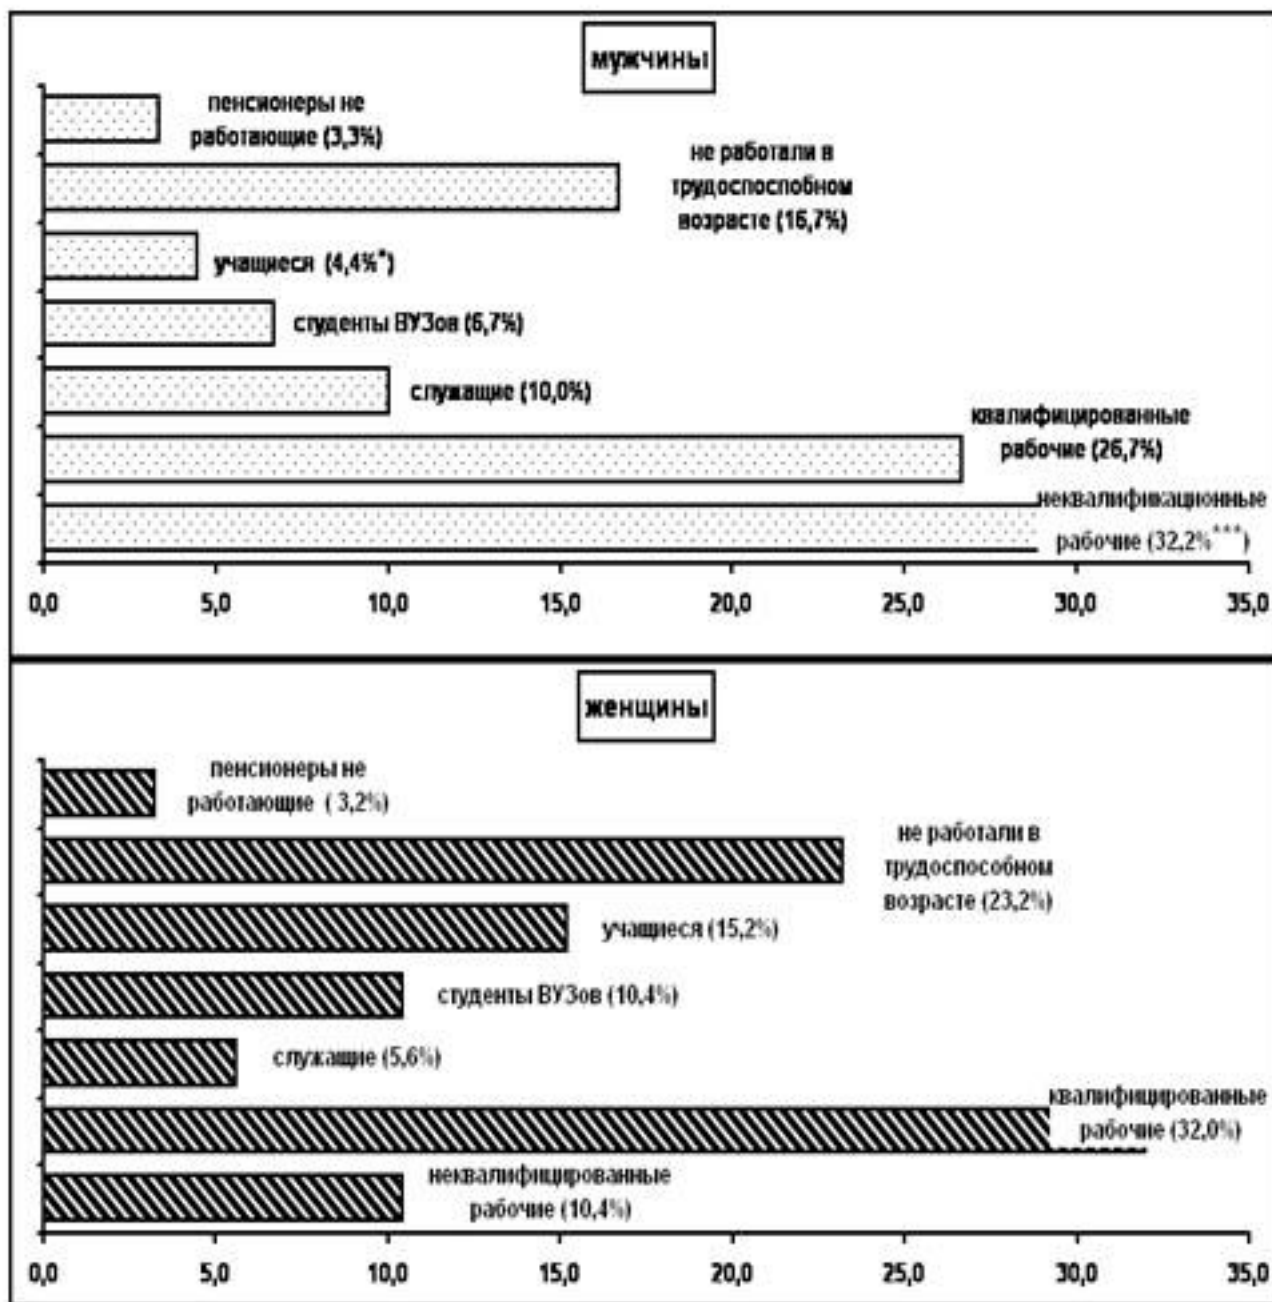 мужчины
пенсионеры не
работающие (3,3%)
не работали в
трудоспоспобном
возрасте (16,7%)
учащиеся (4,4%*)
студенты ВУЗов (6,7%)
служащие (10,0%)
квалифицированные
рабочие (26,7%)
неквалификационные
рабочие (32,2%***)
0,0 5,0 10,0 15,0 20,0 25,0 30,0 35,0
женщины
пенсионеры не
работающие ( 3,2%)
не работали в
трудоспособном
возрасте (23,2%)
учащиеся (15,2%)
студенты ВУЗов (10,4%)
служащие (5,6%)
квалифицированные
рабочие (32,0%)
неквалифицированные
рабочие (10,4%)
0,0 5,0 10,0 15,0 20,0 25,0 30,0 35,0